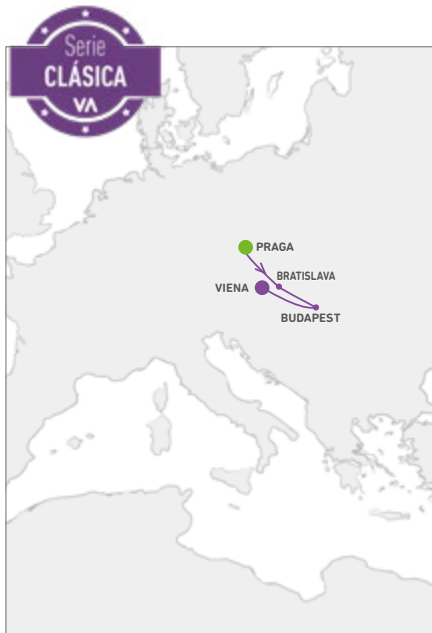 Serie
CLÁSICA
VA
PRAGA
BRATISLAVA
VIENA
BUDAPEST